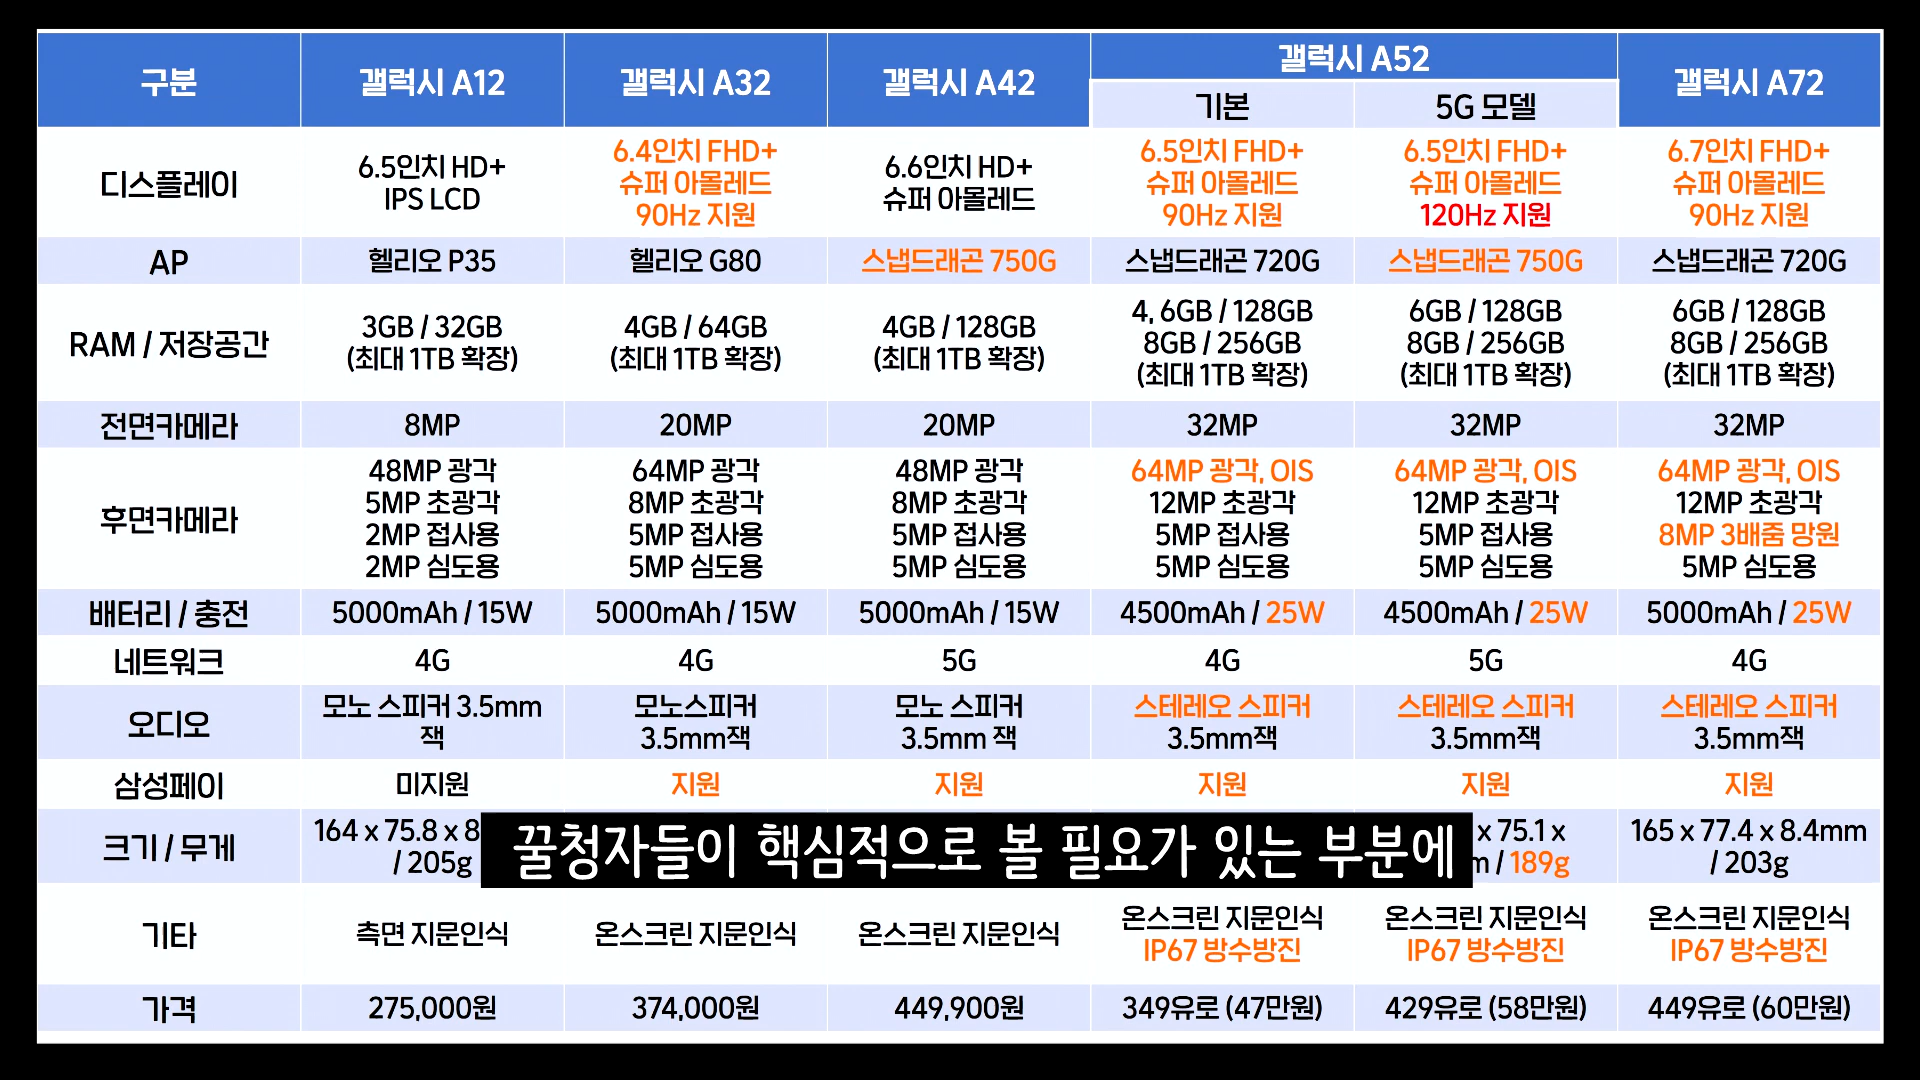 구분
갤럭시 A12
갤럭시 A32
갤럭시 A42
갤럭시 A52
기본
5G 모델
갤럭시 A72
디스플레이
6.5인치 HD+
IPS LCD
6.4인치 FHD+
슈퍼 아몰레드
90Hz 지원
6.6인치 HD+
슈퍼 아몰레드
6.5인치 FHD+
슈퍼 아몰레드
90Hz 지원
6.5인치 FHD+
슈퍼 아몰레드
120Hz 지원
6.7인치 FHD+
슈퍼 아몰레드
90Hz 지원
AP
헬리오 P35
헬리오 G80
스냅드래곤 750G
스냅드래곤 720G
스냅드래곤 750G
스냅드래곤 720G
RAM / 저장공간
3GB / 32GB
(최대 1TB 확장)
4GB / 64GB
(최대 1TB 확장)
4GB / 128GB
(최대 1TB 확장)
4, 6GB / 128GB
8GB / 256GB
(최대 1TB 확장)
6GB / 128GB
8GB / 256GB
(최대 1TB 확장)
6GB / 128GB
8GB / 256GB
(최대 1TB 확장)
전면카메라
8MP
20MP
20MP
32MP
32MP
32MP
후면카메라
48MP 광각
5MP 초광각
2MP 접사용
2MP 심도용
64MP 광각
8MP 초광각
5MP 접사용
5MP 심도용
48MP 광각
8MP 초광각
5MP 접사용
5MP 심도용
64MP 광각, OIS
12MP 초광각
5MP 접사용
5MP 심도용
64MP 광각, OIS
12MP 초광각
5MP 접사용
5MP 심도용
64MP 광각, OIS
12MP 초광각
8MP 3배줌 망원
5MP 심도용
배터리 / 충전
5000mAh / 15W
5000mAh / 15W
5000mAh / 15W
4500mAh / 25W
4500mAh / 25W
5000mAh / 25W
네트워크
4G
4G
5G
4G
5G
4G
오디오
모노 스피커 3.5mm
잭
모노스피커
3.5mm잭
모노 스피커
3.5mm 잭
스테레오 스피커
3.5mm잭
스테레오 스피커
3.5mm잭
스테레오 스피커
3.5mm잭
삼성페이
미지원
지원
지원
지원
지원
지원
크기 / 무게
164 x 75.8 x 8
/ 205g
x 75.1 x
/ 189g
165 x 77.4 x 8.4mm
/ 203g
꿀청자들이 핵심적으로 볼 필요가 있는 부분에
기타
측면 지문인식
온스크린 지문인식
온스크린 지문인식
온스크린 지문인식
IP67 방수방진
온스크린 지문인식
IP67 방수방진
온스크린 지문인식
IP67 방수방진
가격
275,000원
374,000원
449,900원
349유로 (47만원)
429유로 (58만원)
449유로 (60만원)